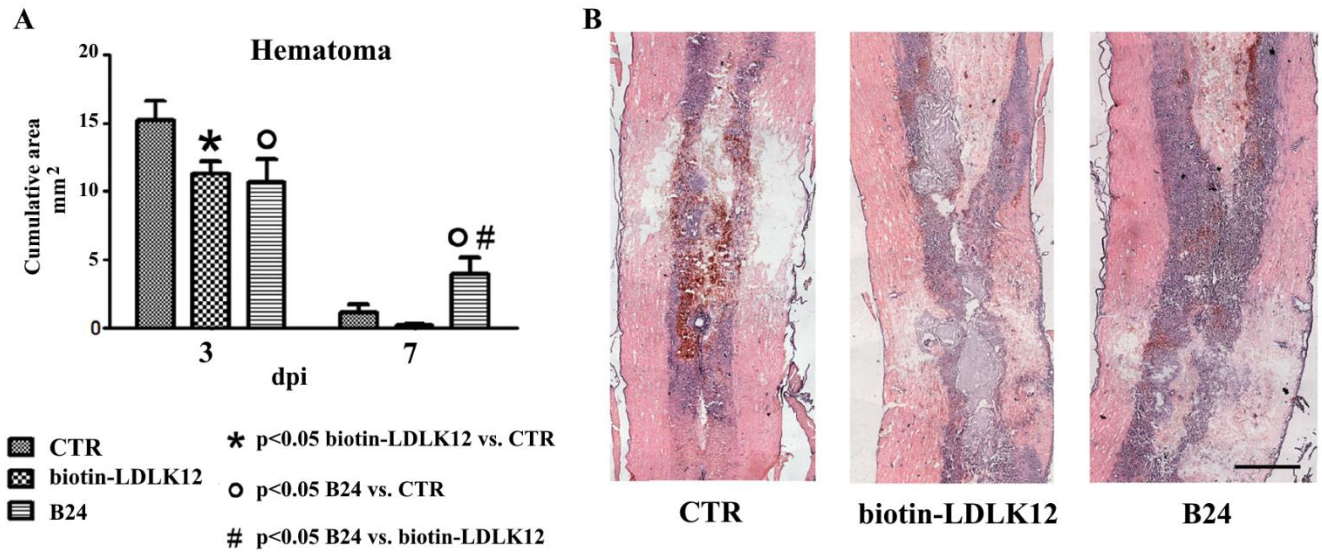 A
Hematoma
Cumulative area
mm²
20
15
10
5
0
*
o
o #
3
7
dpi
CTR
biotin-LDLK12
B24
* p<0.05 biotin-LDLK12 vs. CTR
o p<0.05 B24 vs. CTR
# p<0.05 B24 vs. biotin-LDLK12
B
CTR
biotin-LDLK12
B24